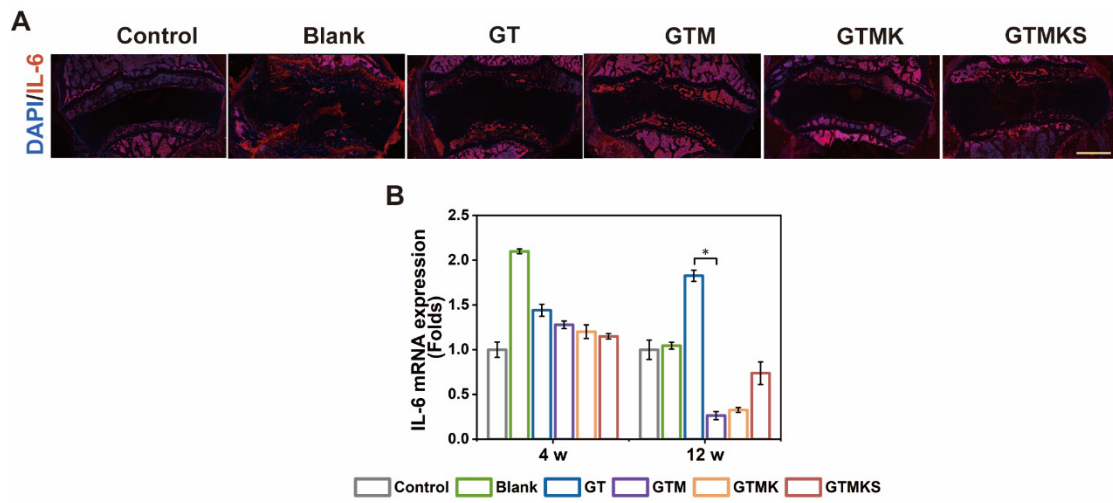 A
Control Blank GT GTM GTMK GTMKS
DAPI/IL-6
B
IL-6 mRNA expression
(Folds)
2.5
2.0
1.5
1.0
0.5
0.0
*
4 w 12 w
Control Blank GT GTM GTMK GTMKS